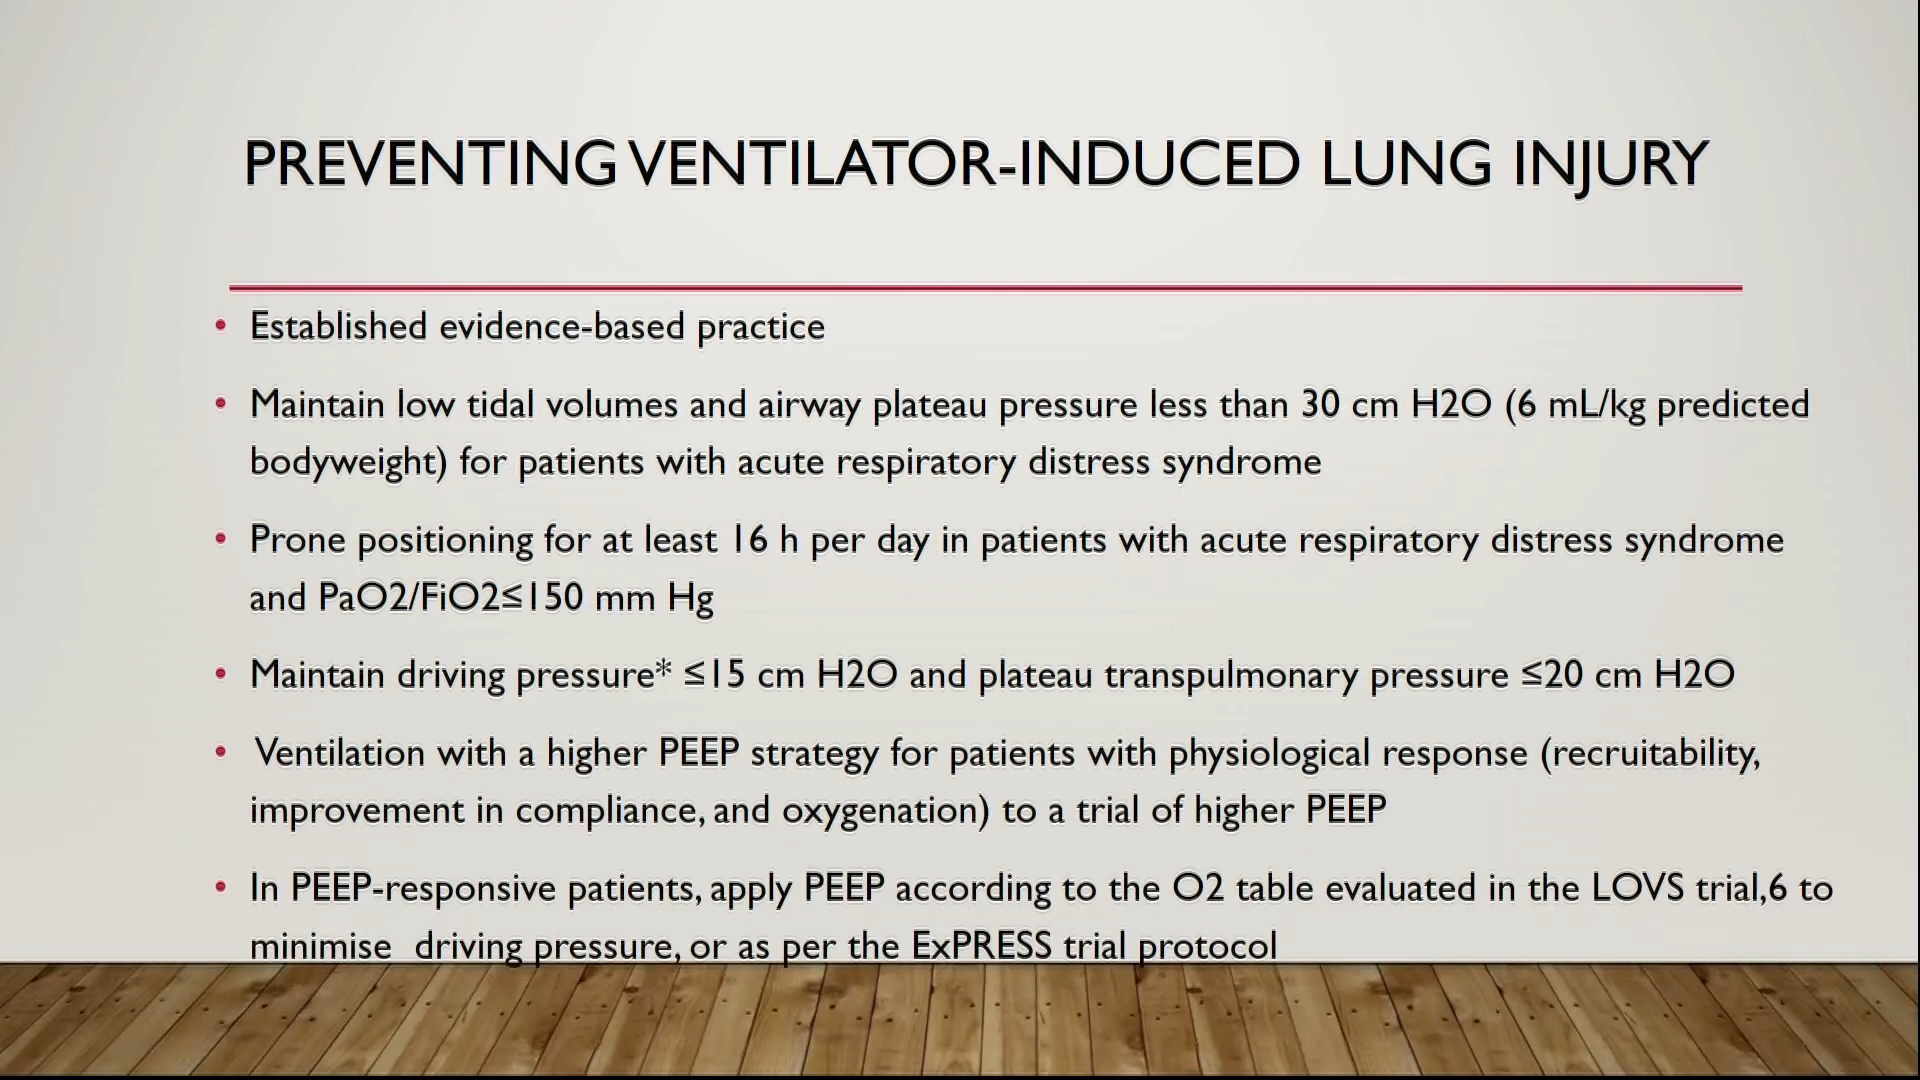 PREVENTING VENTILATOR-INDUCED LUNG INJURY
• Established evidence-based practice
• Maintain low tidal volumes and airway plateau pressure less than 30 cm H2O (6 mL/kg predicted
bodyweight) for patients with acute respiratory distress syndrome
• Prone positioning for at least 16 h per day in patients with acute respiratory distress syndrome
and PaO2/FiO2≤150 mm Hg
• Maintain driving pressure* ≤15 cm H2O and plateau transpulmonary pressure ≤20 cm H2O
• Ventilation with a higher PEEP strategy for patients with physiological response (recruitability,
improvement in compliance, and oxygenation) to a trial of higher PEEP
• In PEEP-responsive patients, apply PEEP according to the O2 table evaluated in the LOVS trial,6 to
minimise  driving pressure, or as per the ExPRESS trial protocol